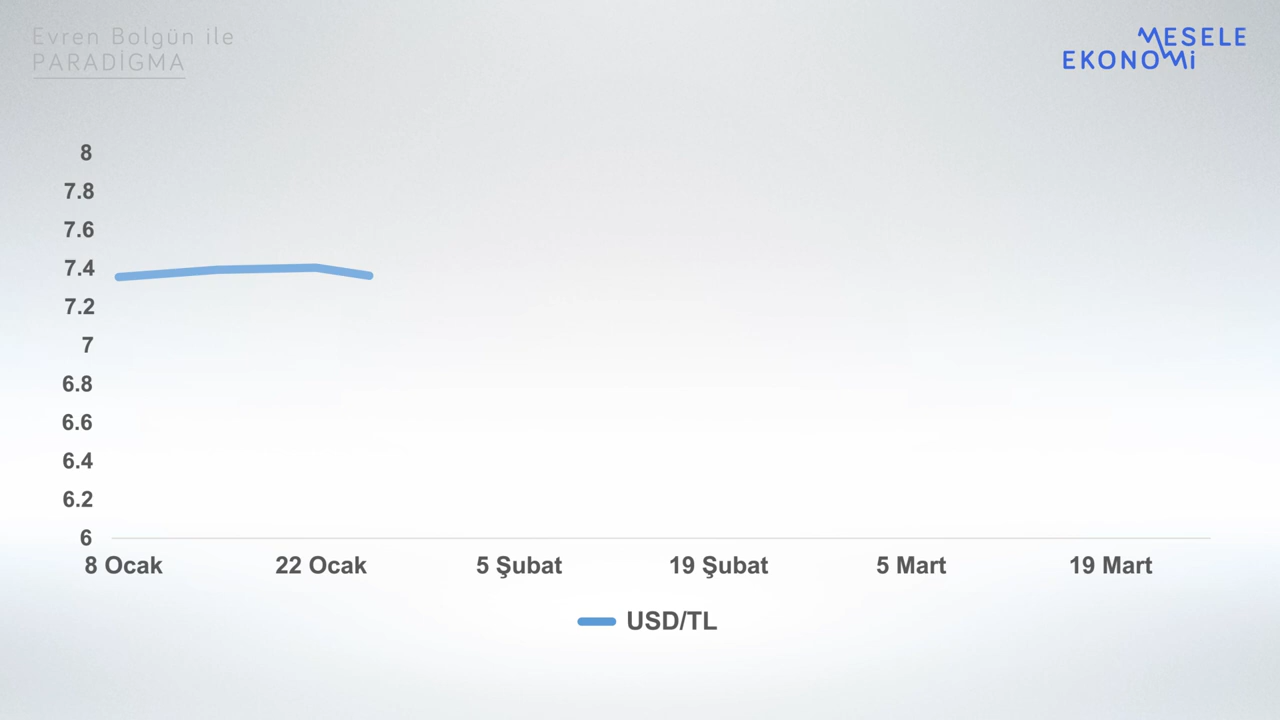 Evren Bolgün ile
PARADİGMA
MESELE
EKONOMİ
8
7.8
7.6
7.4
7.2
7
6.8
6.6
6.4
6.2
6
8 Ocak 22 Ocak 5 Şubat 19 Şubat 5 Mart 19 Mart
USD/TL